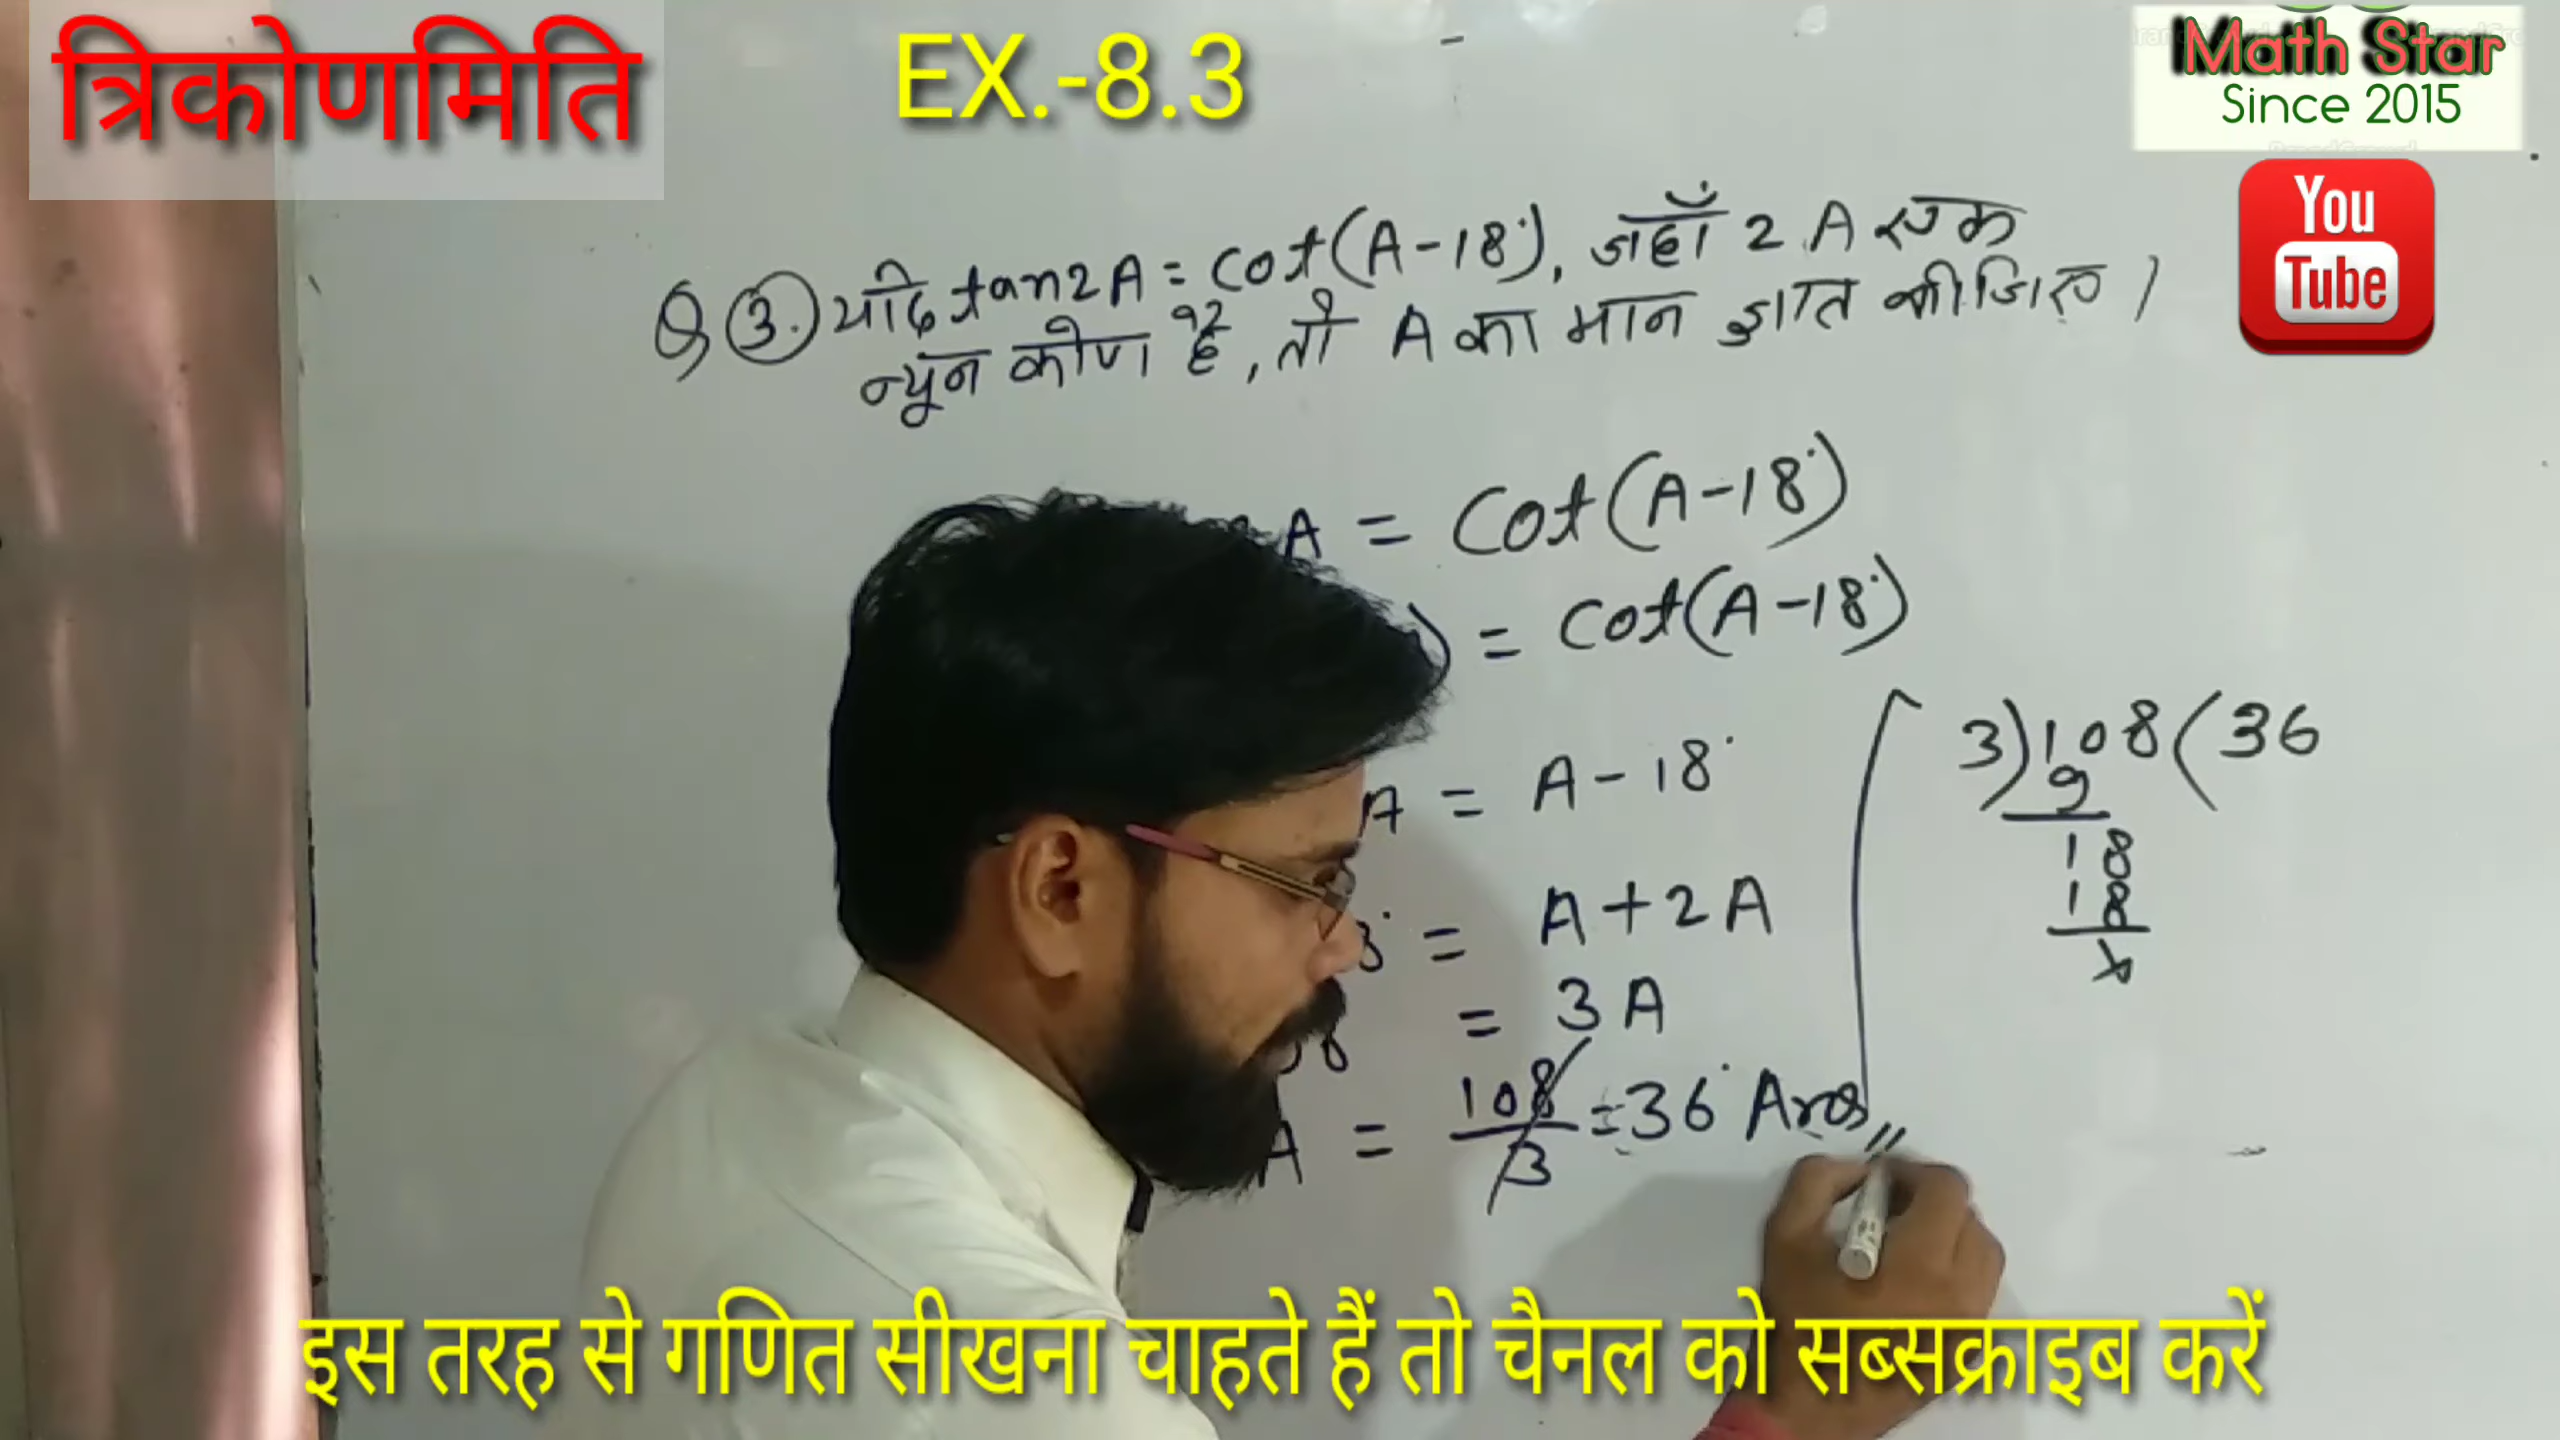 त्रिकोणमिति
EX.-8.3
Math Star
Since 2015
You
Tube
Q ③. यदि tan2A = Cot(A-18°), जहाँ 2A एक
न्यून कोण है, तो A का मान ज्ञात कीजिए।
A = Cot(A-18°)
) = Cot(A-18°)
A = A-18°
= A+2A
= 3A
A = 108/3 = 36° Ans
3)108(36
9
18
18
x
इस तरह से गणित सीखना चाहते हैं तो चैनल को सब्सक्राइब करें